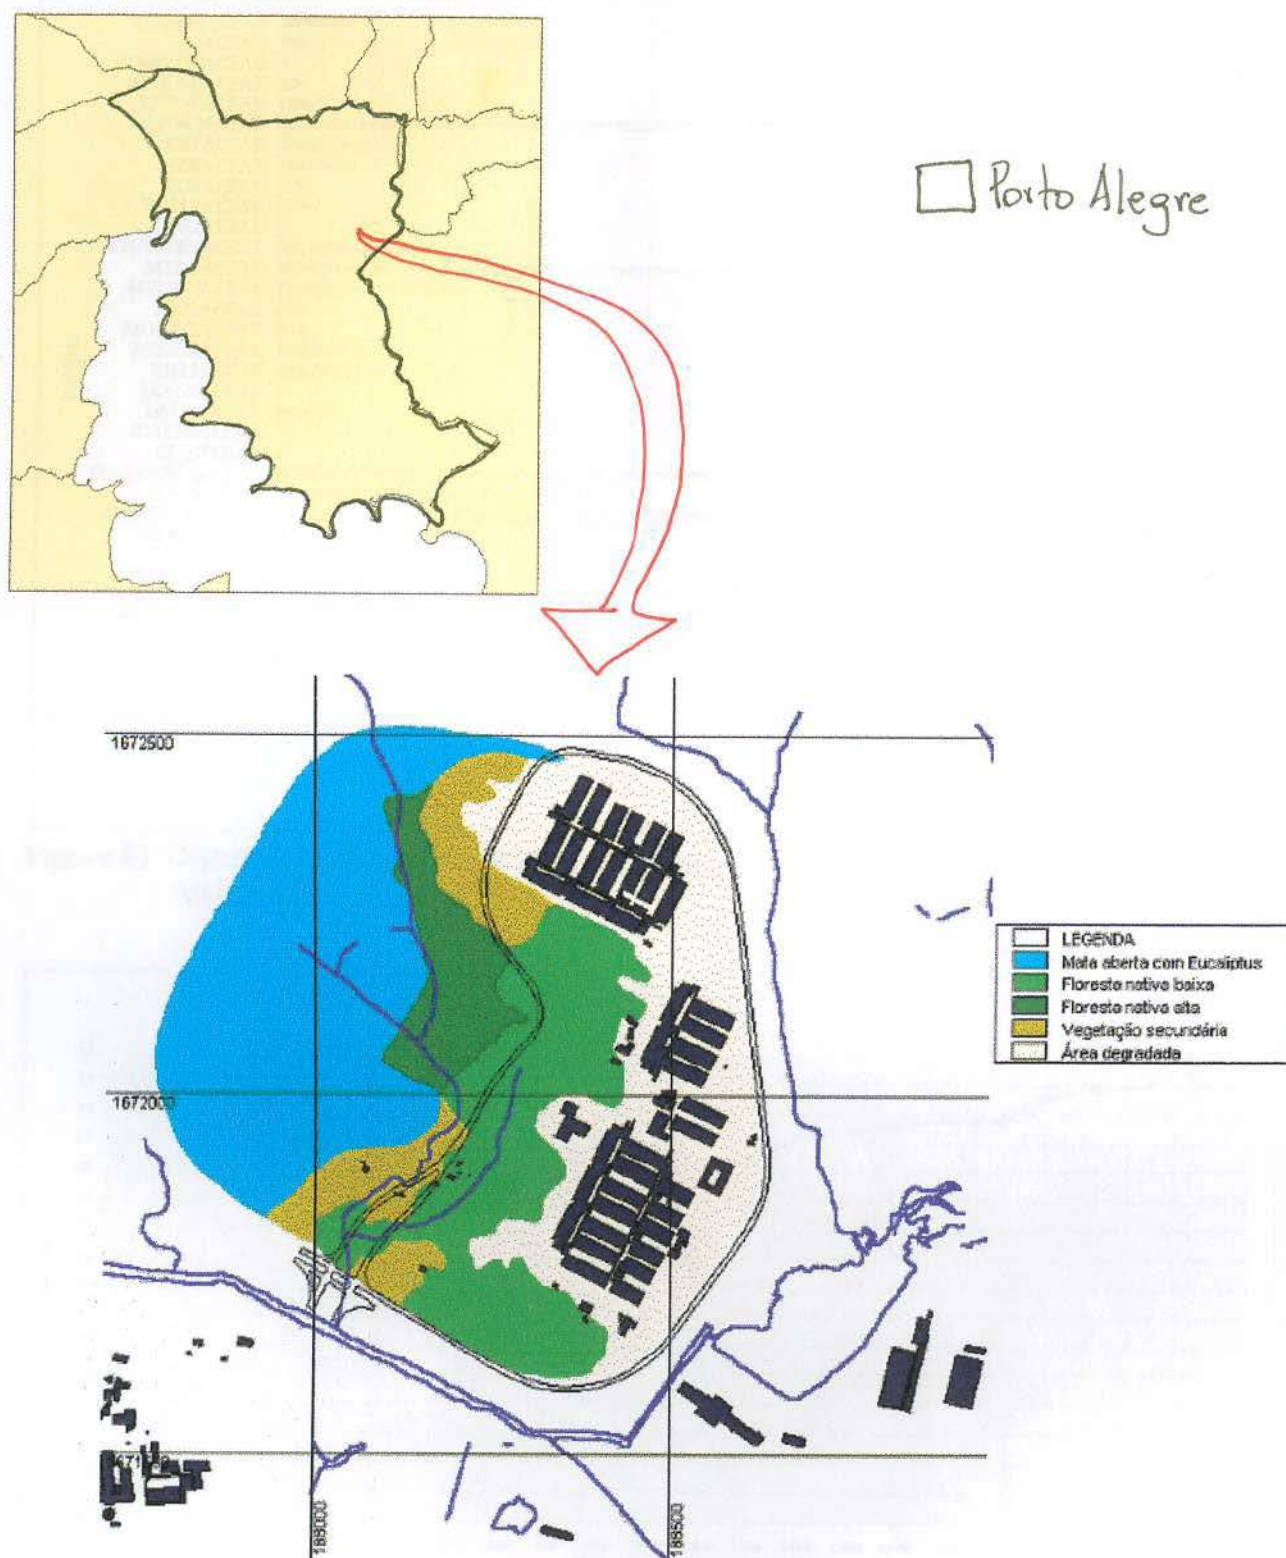 Porto Alegre
1672500
LEGENDA
Mata aberta com Eucaliptus
Floresta nativa baixa
Floresta nativa alta
Vegetação secundária
Área degradada
1672000
188000
188500